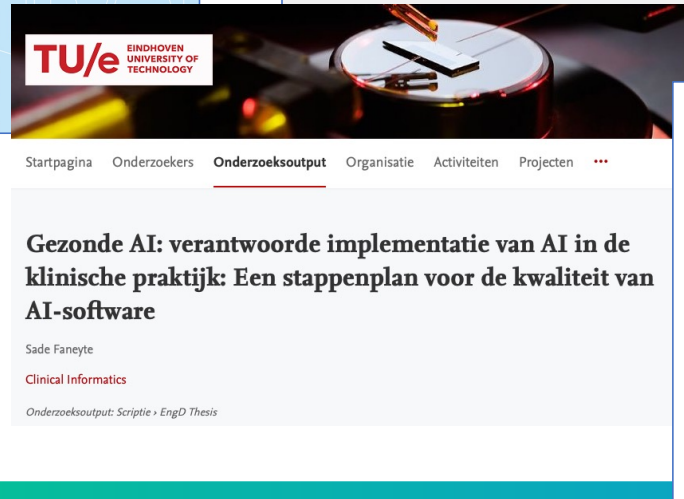 TU/e EINDHOVEN
UNIVERSITY OF
TECHNOLOGY
Startpagina Onderzoekers Onderzoeksoutput Organisatie Activiteiten Projecten •••
Gezonde AI: verantwoorde implementatie van AI in de
klinische praktijk: Een stappenplan voor de kwaliteit van
AI-software
Sade Faneyte
Clinical Informatics
Onderzoeksoutput: Scriptie › EngD Thesis